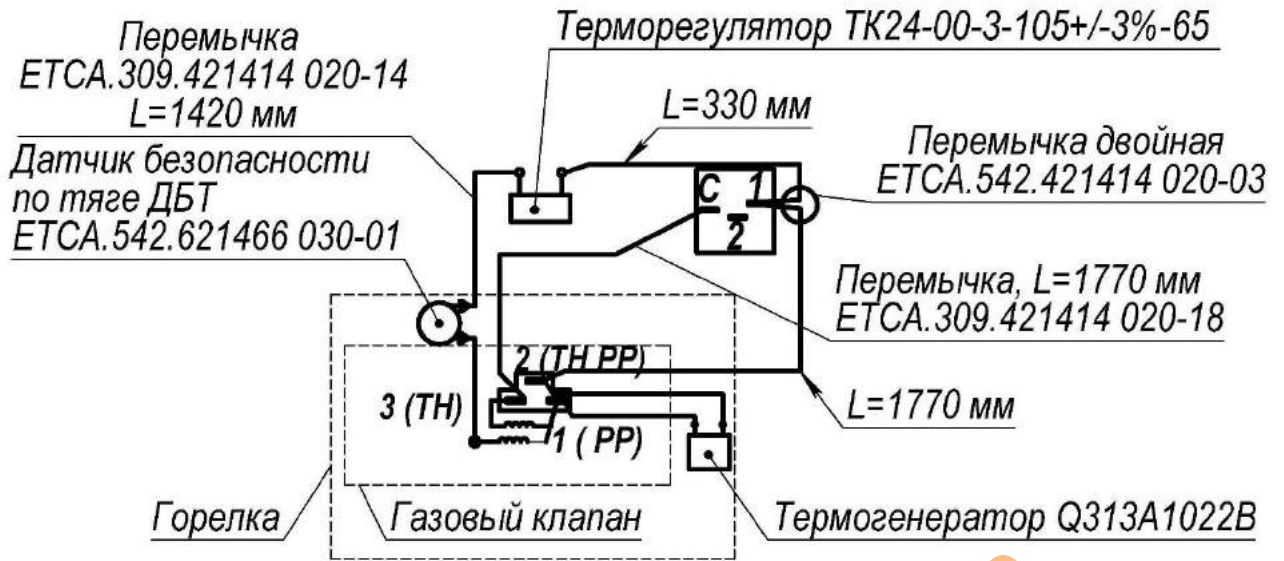 Перемычка
ЕТСА.309.421414 020-14
L=1420 мм
Терморегулятор ТК24-00-3-105+/-3%-65
L=330 мм
Перемычка двойная
ЕТСА.542.421414 020-03
Датчик безопасности
по тяге ДБТ
ЕТСА.542.621466 030-01
С 1
2
Перемычка, L=1770 мм
ЕТСА.309.421414 020-18
2 (ТН РР)
3 (ТН)
1 ( РР)
L=1770 мм
Горелка
Газовый клапан
Термогенератор Q313A1022B